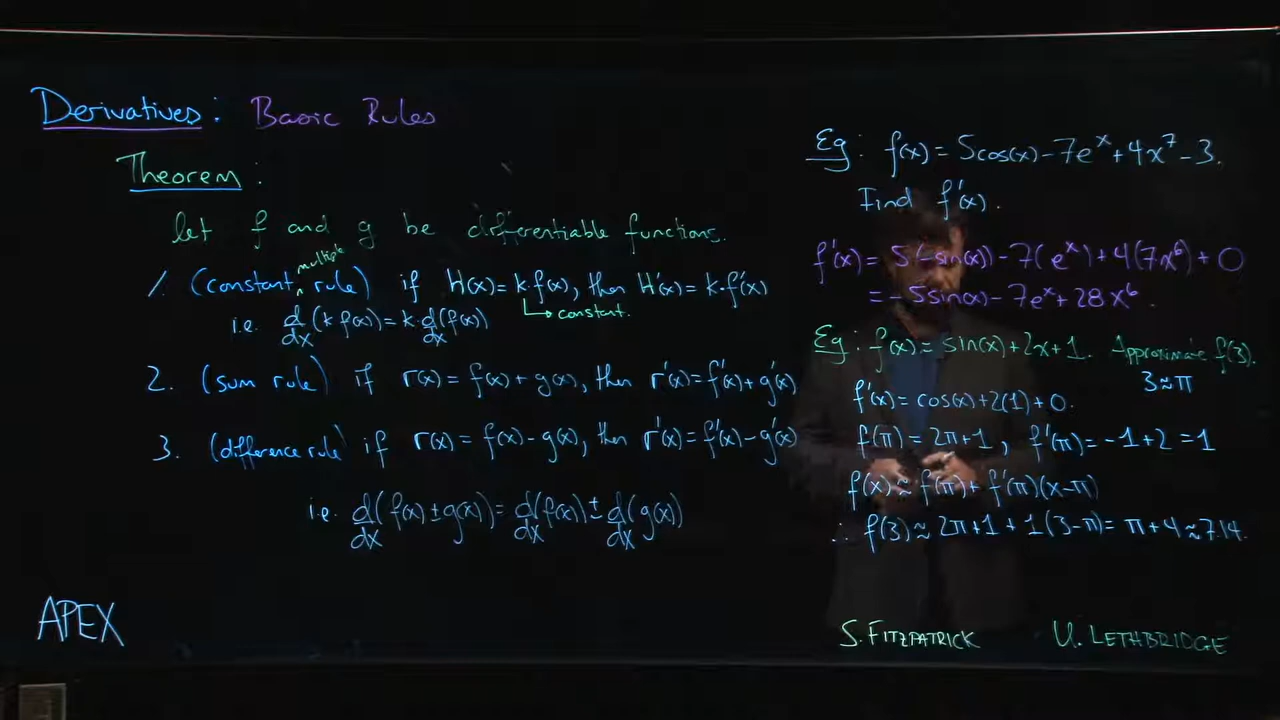 Derivatives: Basic Rules
Theorem:
let f and g be differentiable functions.
1. (constant multiple rule) if H(x) = k·f(x), then H'(x) = k·f'(x)
↳ constant.
i.e. d/dx (k f(x)) = k·d/dx (f(x))
2. (sum rule) if r(x) = f(x) + g(x), then r'(x) = f'(x) + g'(x)
3. (difference rule) if r(x) = f(x) - g(x), then r'(x) = f'(x) - g'(x)
i.e. d/dx (f(x) ± g(x)) = d/dx (f(x)) ± d/dx (g(x))
APEX
Eg: f(x) = 5cos(x) - 7e^x + 4x^7 - 3.
Find f'(x).
f'(x) = 5(-sin(x)) - 7(e^x) + 4(7x^6) + 0
= -5sin(x) - 7e^x + 28x^6.
Eg: f(x) = sin(x) + 2x + 1. Approximate f(3).
3 ≈ π
f'(x) = cos(x) + 2(1) + 0.
f(π) = 2π + 1, f'(π) = -1 + 2 = 1
f(x) ≈ f(π) + f'(π)(x - π)
∴ f(3) ≈ 2π + 1 + 1(3 - π) = π + 4 ≈ 7.14.
S. FITZPATRICK U. LETHBRIDGE